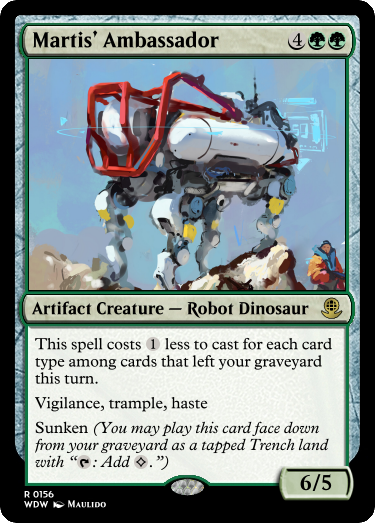 Martis' Ambassador 4
Artifact Creature — Robot Dinosaur
This spell costs 1 less to cast for each card
type among cards that left your graveyard
this turn.
Vigilance, trample, haste
Sunken (You may play this card face down
from your graveyard as a tapped Trench land
with “: Add .”)
6/5
R 0156
WDW Maulido